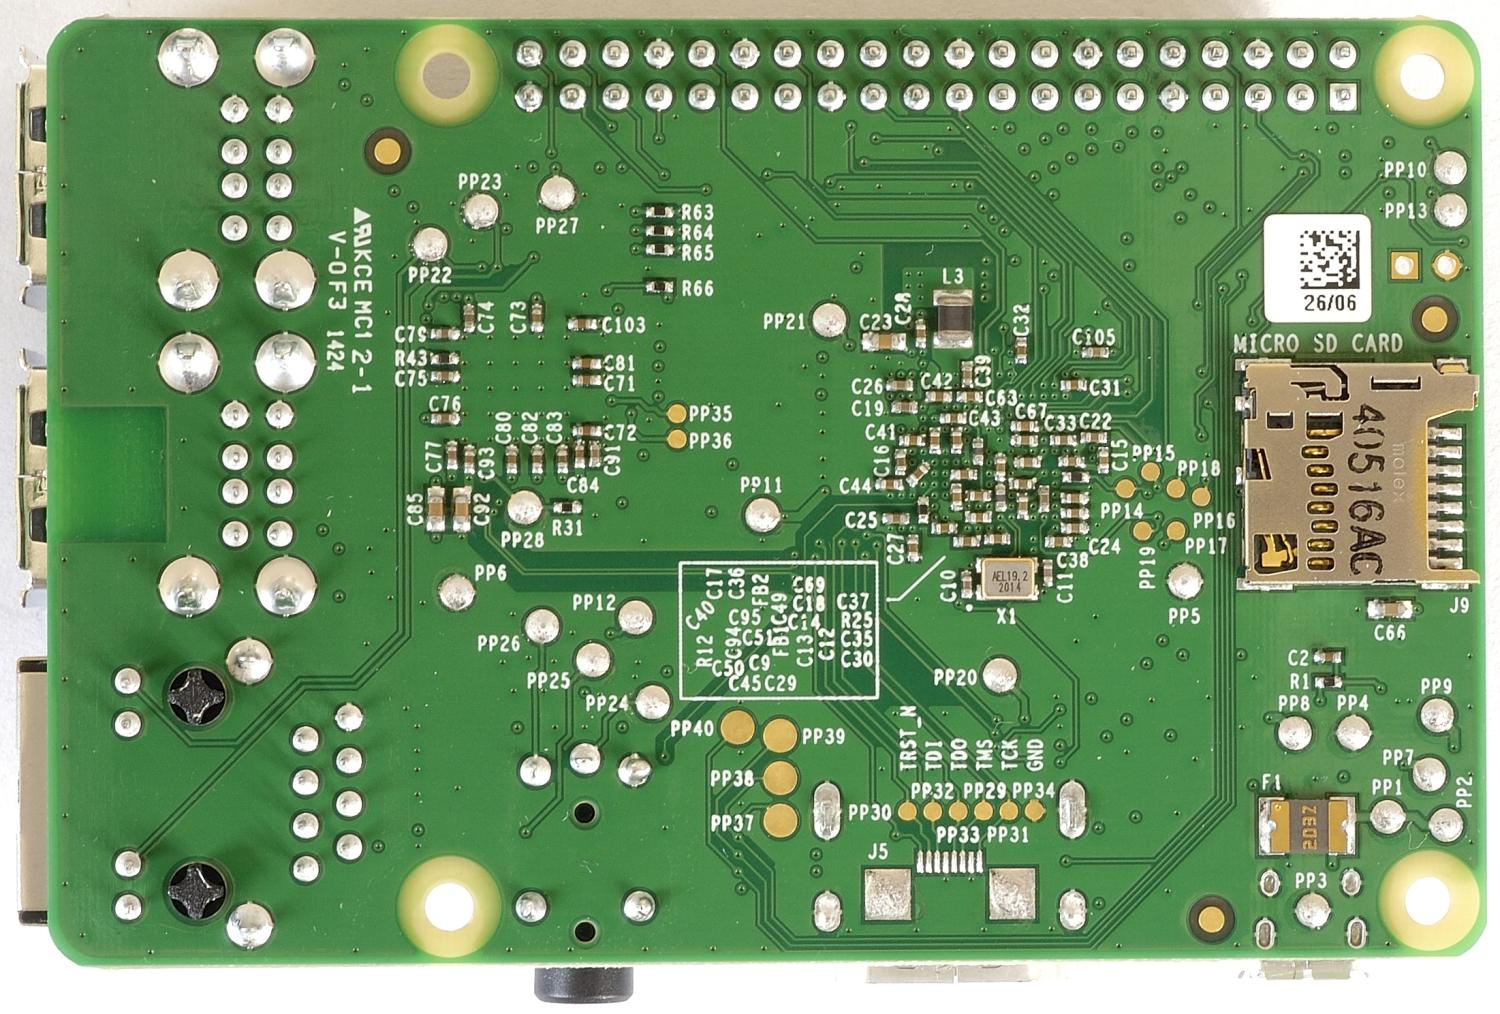 PP10
PP13
PP23
PP27
PP22
R63
R64
R65
R66
26/06
KCE MC1 2-1
V-0F3 1424
L3
C28
C23
PP21
C32
C105
C79
C74
C73
C103
R43
C75
C81
C71
MICRO SD CARD
C26
C42
C39
C31
C19
C63
C43
C67
C76
PP35
PP36
C41
C33
C22
C80
C82
C83
C72
C77
C93
C91
C16
C15
PP15
PP18
C84
C44
PP14
PP16
PP17
PP19
C85
C92
PP28
R31
PP11
C25
C27
C24
C38
40516AC
molex
J9
C66
PP6
C10
AEL19.2
2014
C11
X1
PP5
PP12
PP26
PP25
PP24
C40
C17
C36
FB2
C69
C18
C14
C49
C95
C51
FB1
C37
R25
C35
C30
R12
C94
C50
C9
C13
C12
C45
C29
PP20
C2
R1
PP8
PP4
PP9
PP40
PP39
PP38
PP37
TRST_N
TDI
TDO
TMS
TCK
GND
PP30
PP32
PP29
PP34
PP33
PP31
J5
PP7
PP1
PP2
F1
PP3